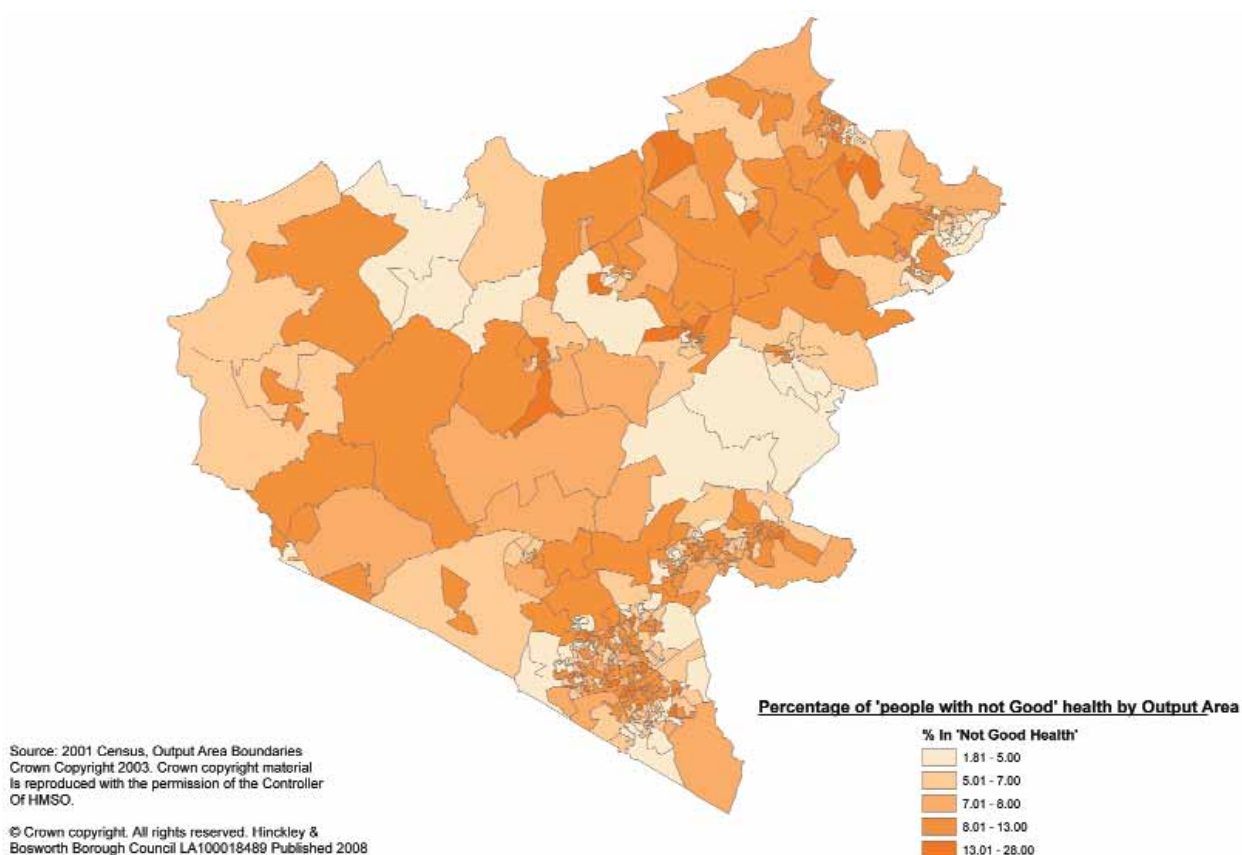 Percentage of 'people with not Good' health by Output Area
% In 'Not Good Health'
1.81 - 5.00
5.01 - 7.00
7.01 - 8.00
8.01 - 13.00
13.01 - 28.00
Source: 2001 Census, Output Area Boundaries
Crown Copyright 2003. Crown copyright material
Is reproduced with the permission of the Controller
Of HMSO.
© Crown copyright. All rights reserved. Hinckley &
Bosworth Borough Council LA100018489 Published 2008